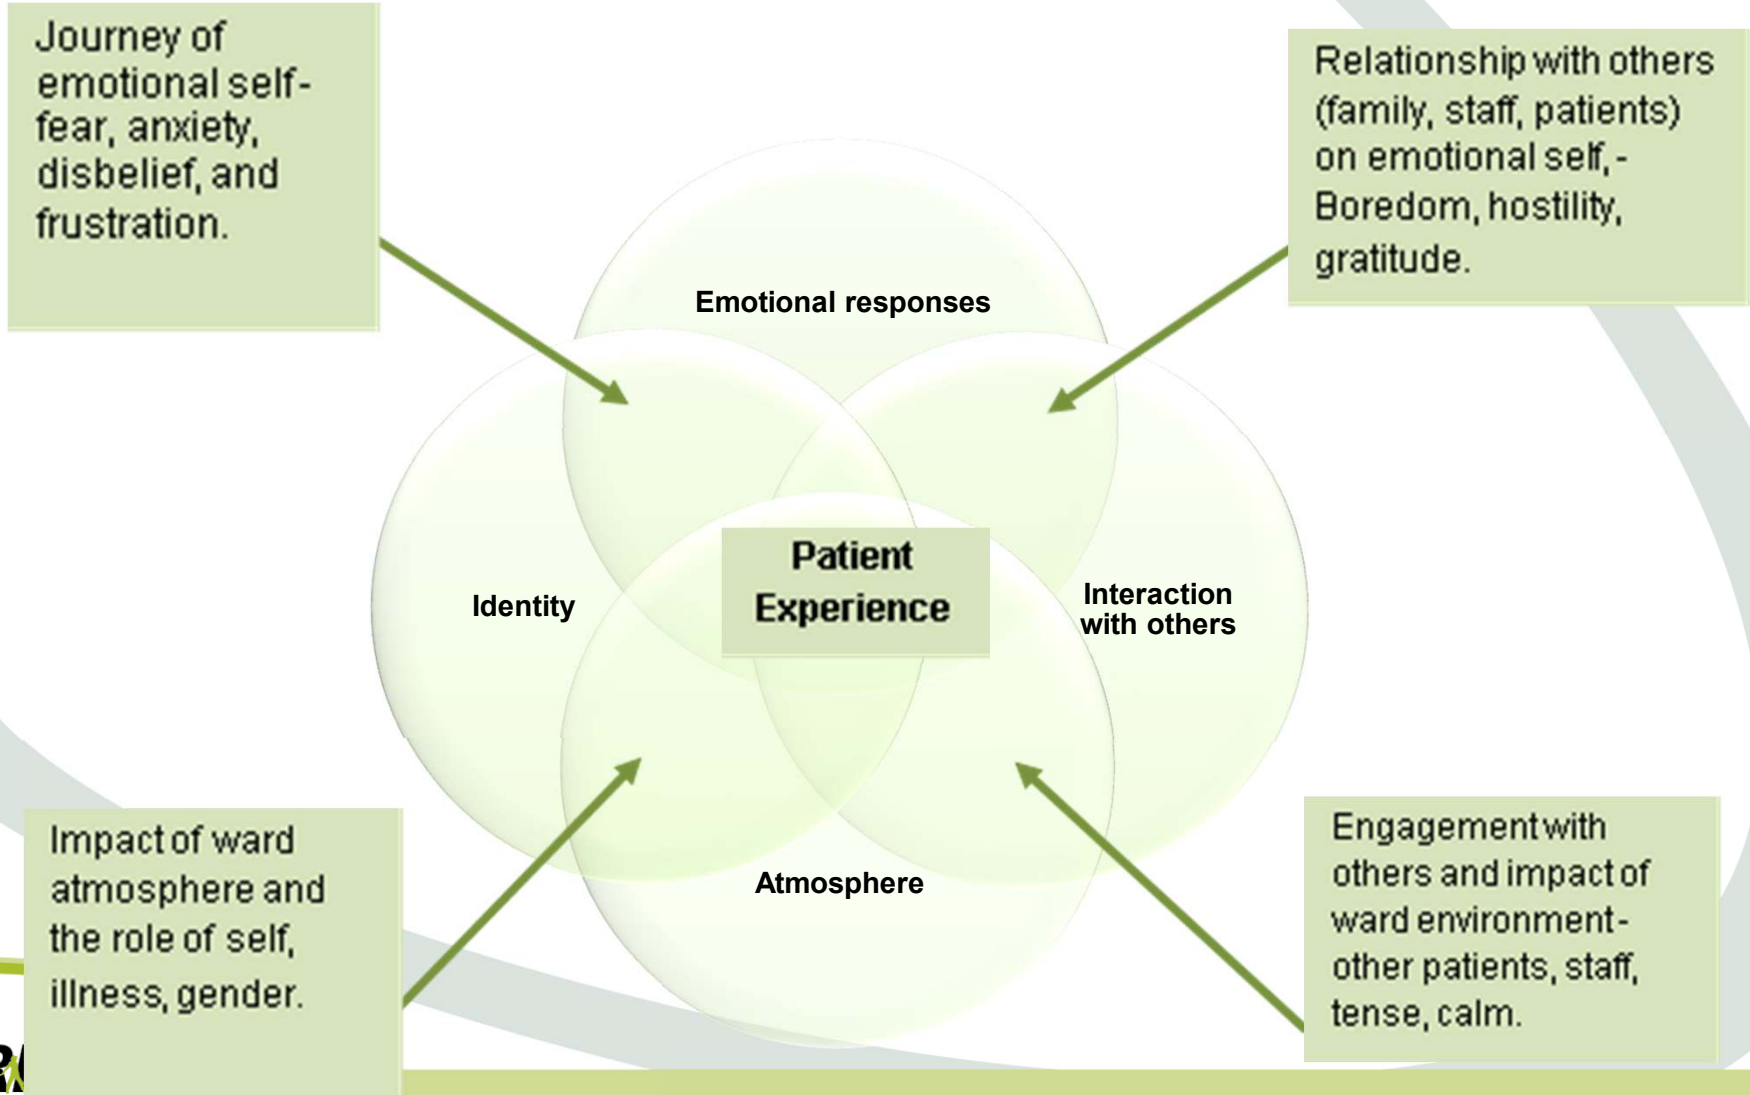 Journey of
emotional self-
fear, anxiety,
disbelief, and
frustration.
Relationship with others
(family, staff, patients)
on emotional self,-
Boredom, hostility,
gratitude.
Emotional responses
Identity
Patient
Experience
Interaction
with others
Atmosphere
Impact of ward
atmosphere and
the role of self,
illness, gender.
Engagement with
others and impact of
ward environment-
other patients, staff,
tense, calm.